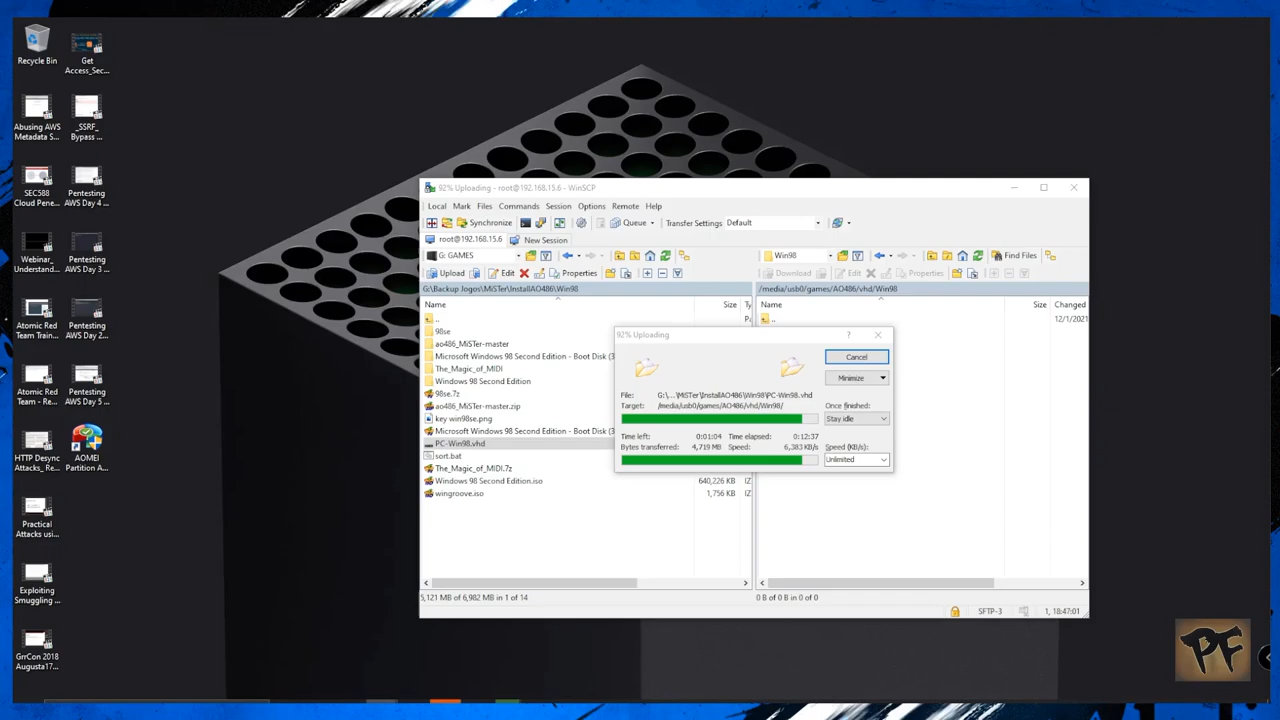 Recycle Bin
Get
Access_Sec...
Abusing AWS
Metadata S...
_SSRF_
Bypass ...
SEC588
Cloud Pene...
Pentesting
AWS Day 4 ...
Webinar_
Understand...
Pentesting
AWS Day 3...
Atomic Red
Team Train...
Pentesting
AWS Day 2...
Atomic Red
Team - Re...
Pentesting
AWS Day 5 ...
HTTP Desync
Attacks_ Re...
AOMEI
Partition A...
Practical
Attacks usi...
Exploiting
Smuggling ...
GrrCon 2018
Augusta17...
92% Uploading - root@192.168.15.6 - WinSCP
Local Mark Files Commands Session Options Remote Help
Synchronize Queue Transfer Settings Default
root@192.168.15.6 New Session
G: GAMES Win98 Find Files
Upload Edit Properties Download Edit Properties
G:\Backup Jogos\MiSTer\InstallAO486\Win98 /media/usb0/games/AO486/vhd/Win98
Name Size Ty Name Size Changed
.. Pa .. 12/1/2021
98se
ao486_MiSTer-master
Microsoft Windows 98 Second Edition - Boot Disk (3
The_Magic_of_MIDI
Windows 98 Second Edition
98se.7z
ao486_MiSTer-master.zip
key win98se.png
Microsoft Windows 98 Second Edition - Boot Disk (3
PC-Win98.vhd
sort.bat
The_Magic_of_MIDI.7z
Windows 98 Second Edition.iso 640,226 KB IZ
wingroove.iso 1,756 KB IZ
92% Uploading ?
Cancel
Minimize
File: G:\...\MiSTer\InstallAO486\Win98\PC-Win98.vhd
Target: /media/usb0/games/AO486/vhd/Win98/
Once finished:
Stay idle
Time left: 0:01:04 Time elapsed: 0:12:37
Bytes transferred: 4,719 MB Speed: 6,383 KB/s
Speed (KB/s):
Unlimited
5,121 MB of 6,982 MB in 1 of 14 0 B of 0 B in 0 of 0
SFTP-3 1, 18:47:01
PF